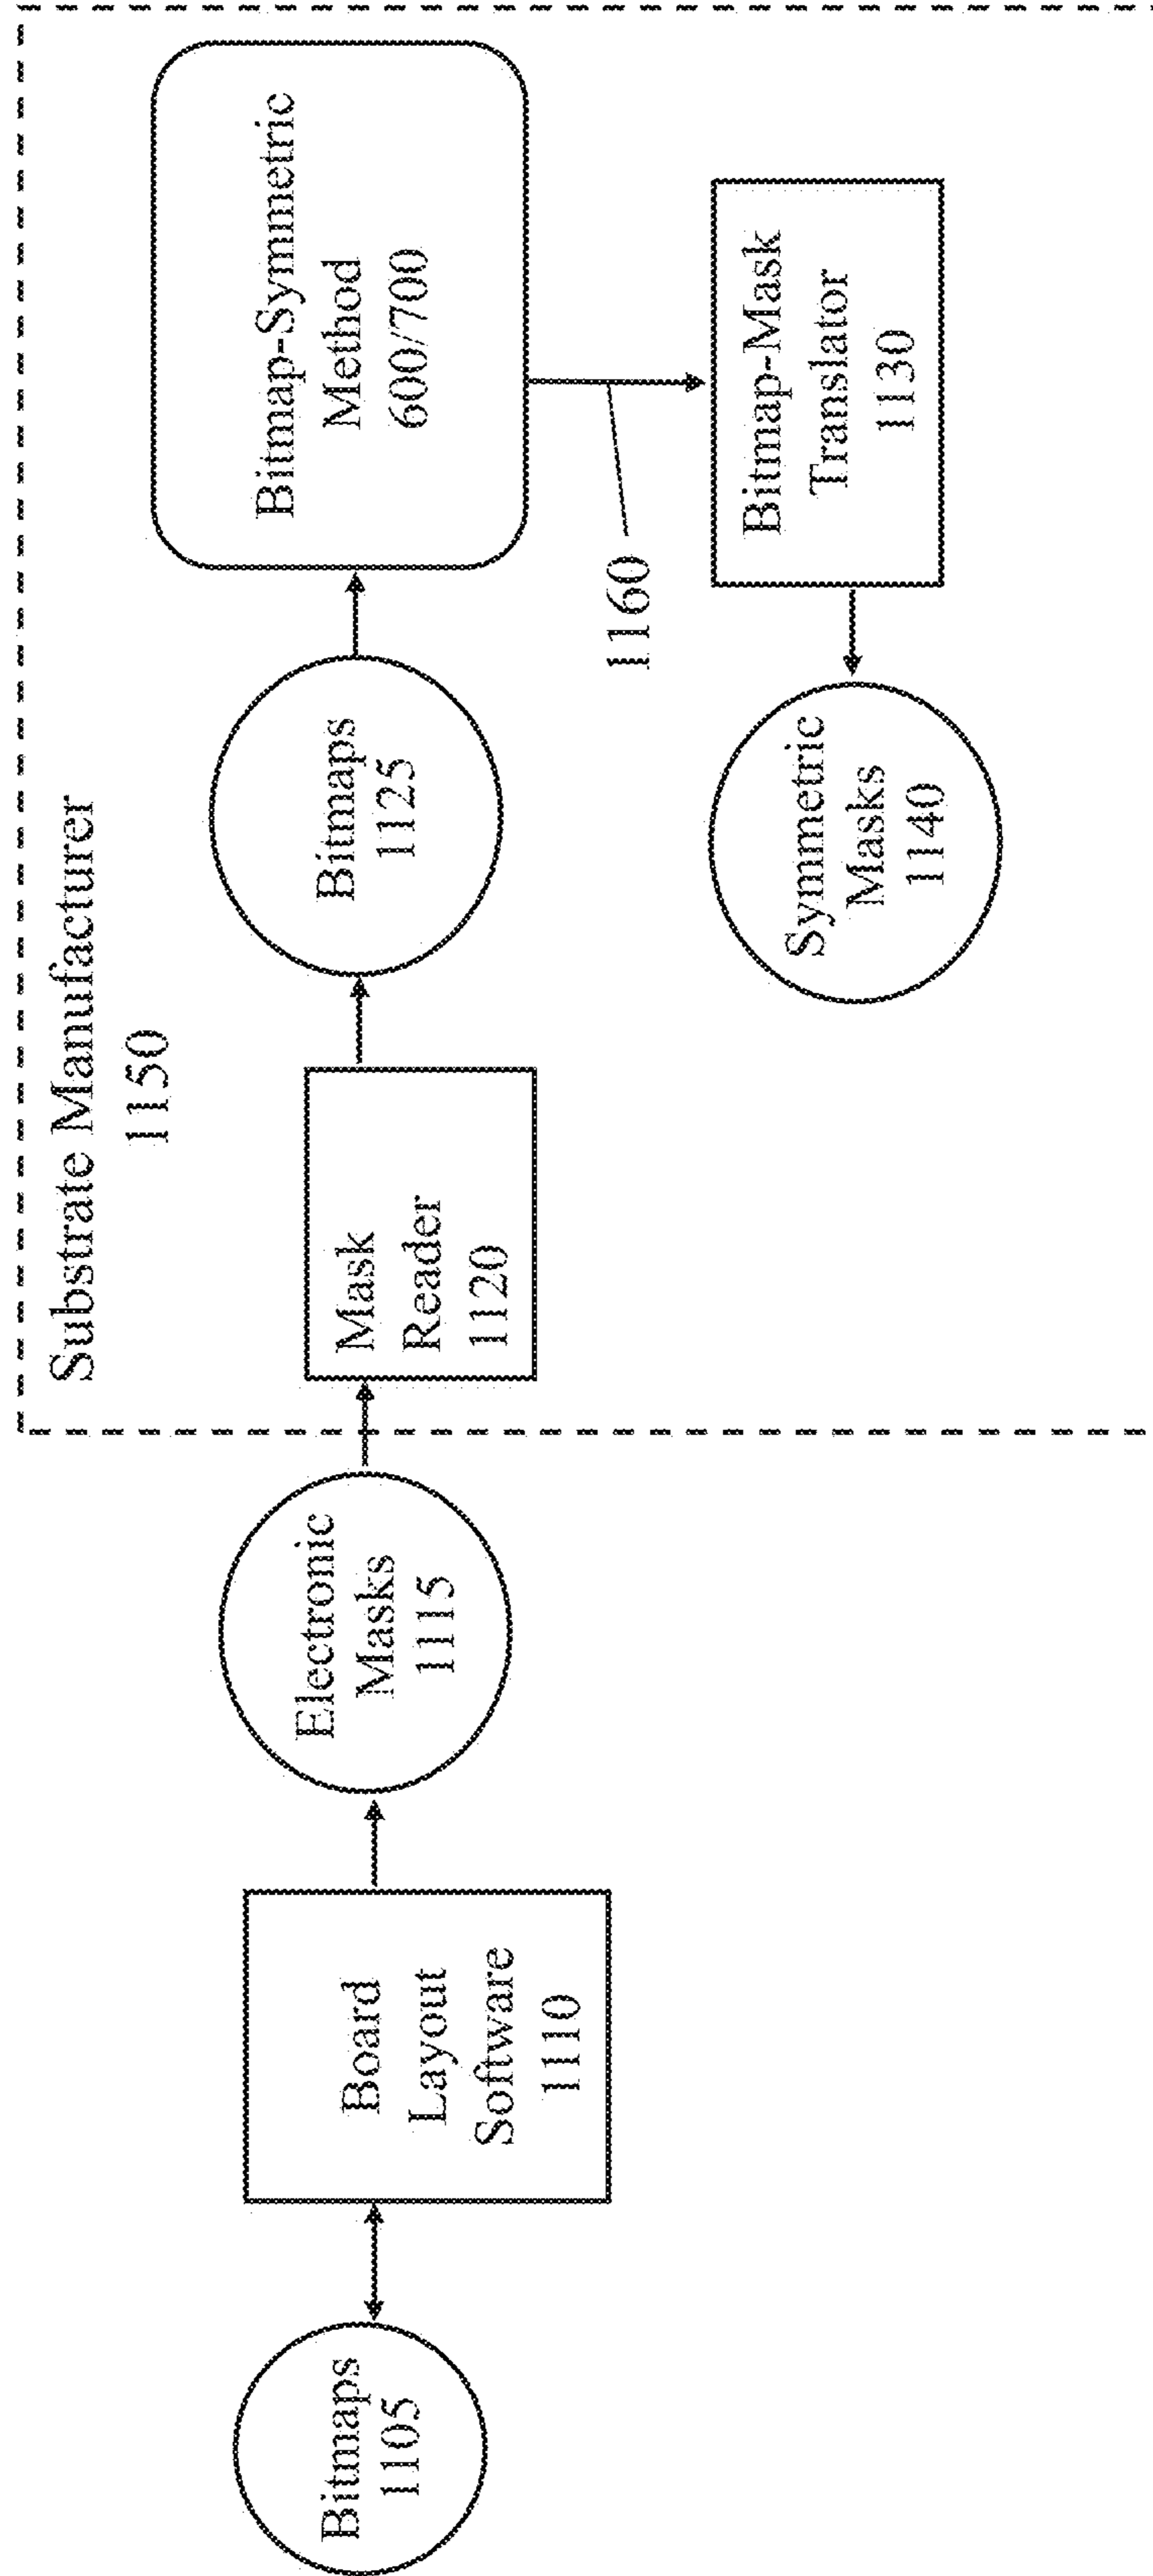 Substrate Manufacturer
1150
Bitmaps
1105
Board
Layout
Software
1110
Electronic
Masks
1115
Mask
Reader
1120
Bitmaps
1125
Bitmap-Symmetric
Method
600/700
1160
Bitmap-Mask
Translator
1130
Symmetric
Masks
1140